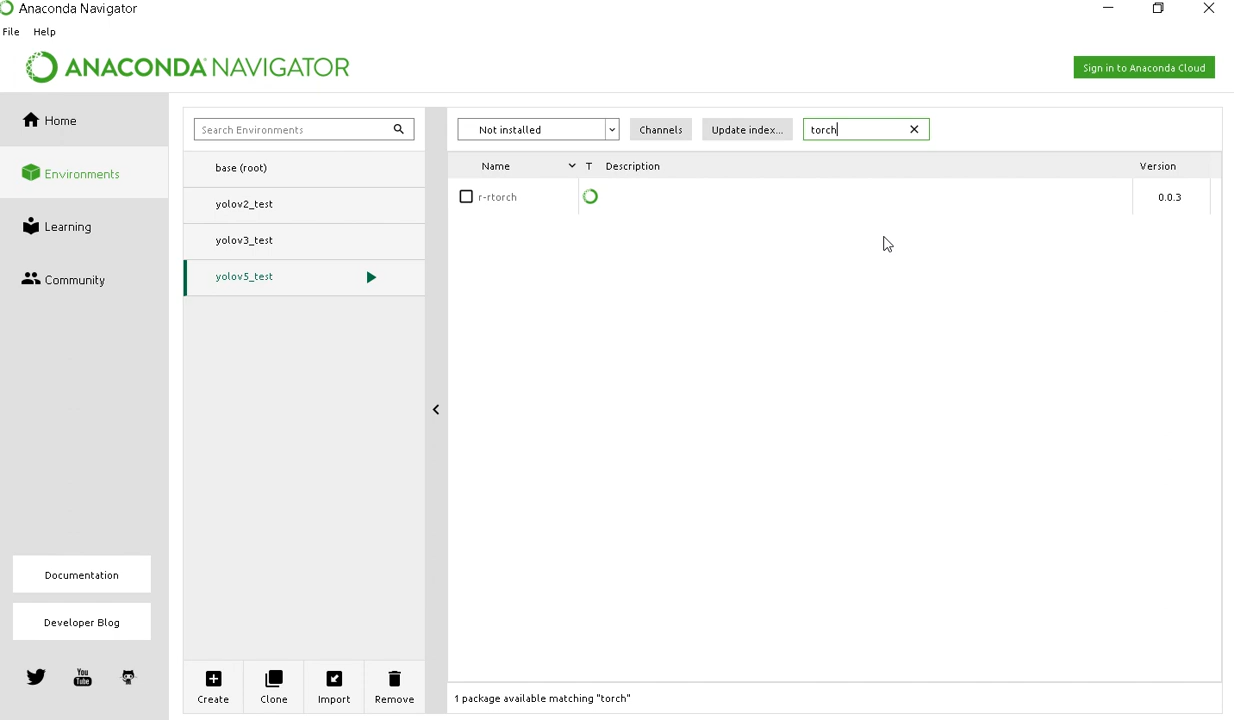 Anaconda Navigator
File Help
ANACONDA NAVIGATOR
Sign in to Anaconda Cloud
Home
Environments
Learning
Community
Documentation
Developer Blog
You Tube
Search Environments
base (root)
yolov2_test
yolov3_test
yolov5_test
Create Clone Import Remove
Not installed Channels Update index... torch
Name T Description Version
r-rtorch 0.0.3
1 package available matching "torch"